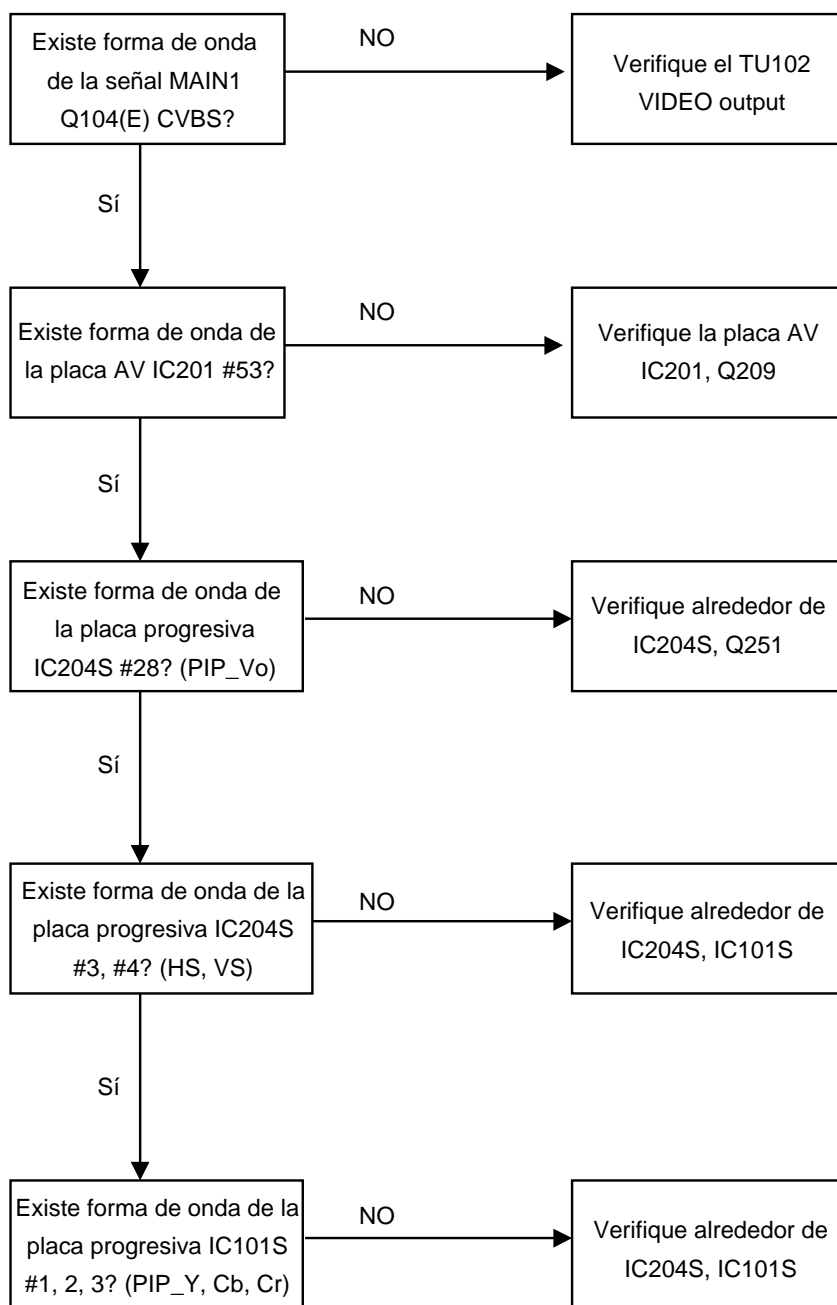 Existe forma de onda
de la señal MAIN1
Q104(E) CVBS?
NO
Verifique el TU102
VIDEO output
Sí
Existe forma de onda de
la placa AV IC201 #53?
NO
Verifique la placa AV
IC201, Q209
Sí
Existe forma de onda de
la placa progresiva
IC204S #28? (PIP_Vo)
NO
Verifique alrededor de
IC204S, Q251
Sí
Existe forma de onda de la
placa progresiva IC204S
#3, #4? (HS, VS)
NO
Verifique alrededor de
IC204S, IC101S
Sí
Existe forma de onda de la
placa progresiva IC101S
#1, 2, 3? (PIP_Y, Cb, Cr)
NO
Verifique alrededor de
IC204S, IC101S